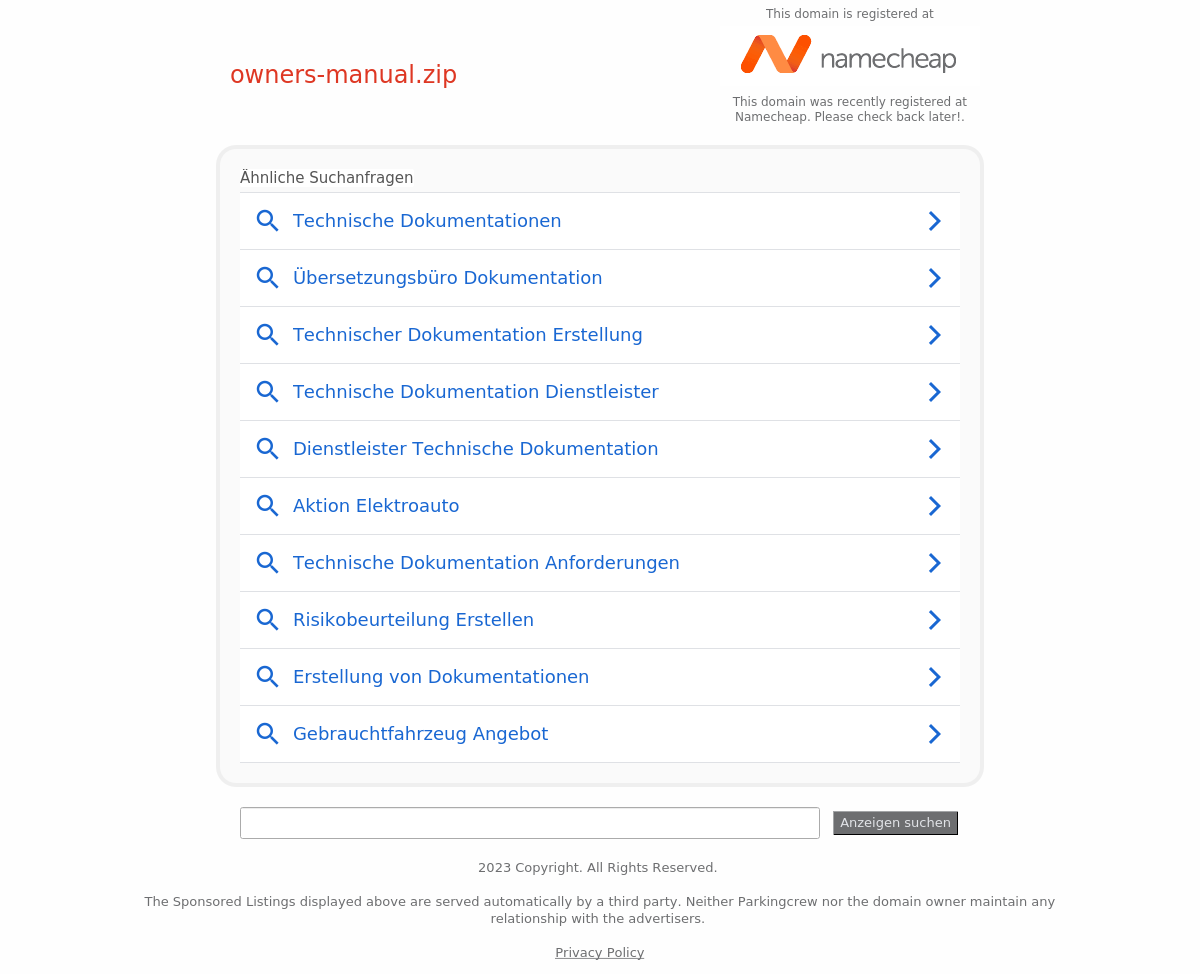 This domain is registered at
namecheap
owners-manual.zip
This domain was recently registered at
Namecheap. Please check back later!.
Ähnliche Suchanfragen
Technische Dokumentationen
Übersetzungsbüro Dokumentation
Technischer Dokumentation Erstellung
Technische Dokumentation Dienstleister
Dienstleister Technische Dokumentation
Aktion Elektroauto
Technische Dokumentation Anforderungen
Risikobeurteilung Erstellen
Erstellung von Dokumentationen
Gebrauchtfahrzeug Angebot
Anzeigen suchen
2023 Copyright. All Rights Reserved.
The Sponsored Listings displayed above are served automatically by a third party. Neither Parkingcrew nor the domain owner maintain any
relationship with the advertisers.
Privacy Policy